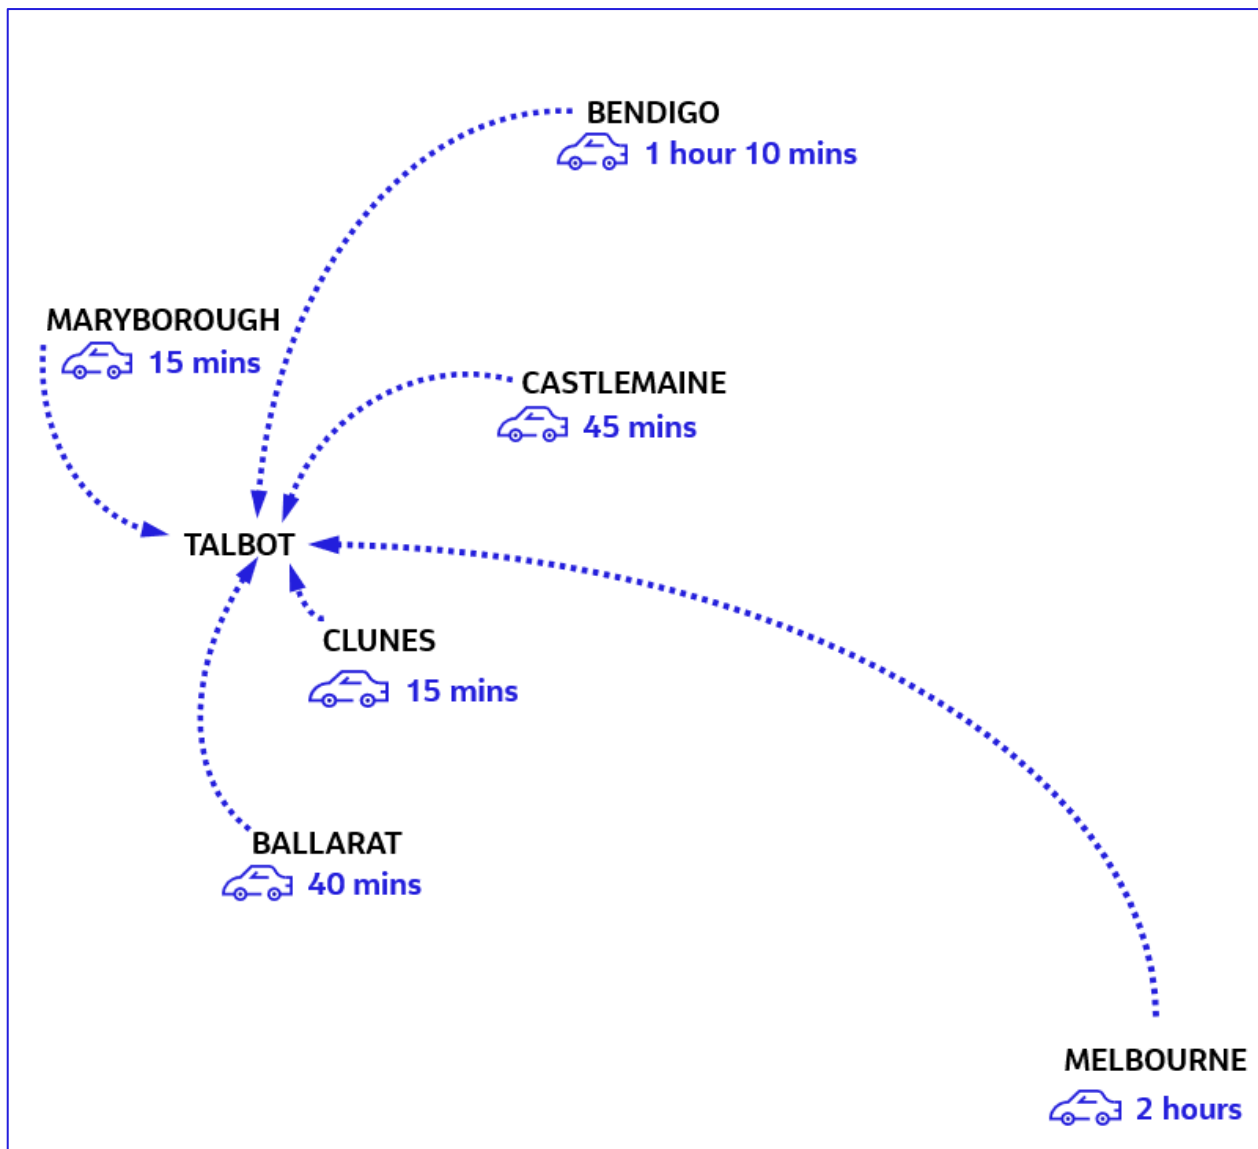 BENDIGO
1 hour 10 mins
MARYBOROUGH
15 mins
CASTLEMAINE
45 mins
TALBOT
CLUNES
15 mins
BALLARAT
40 mins
MELBOURNE
2 hours